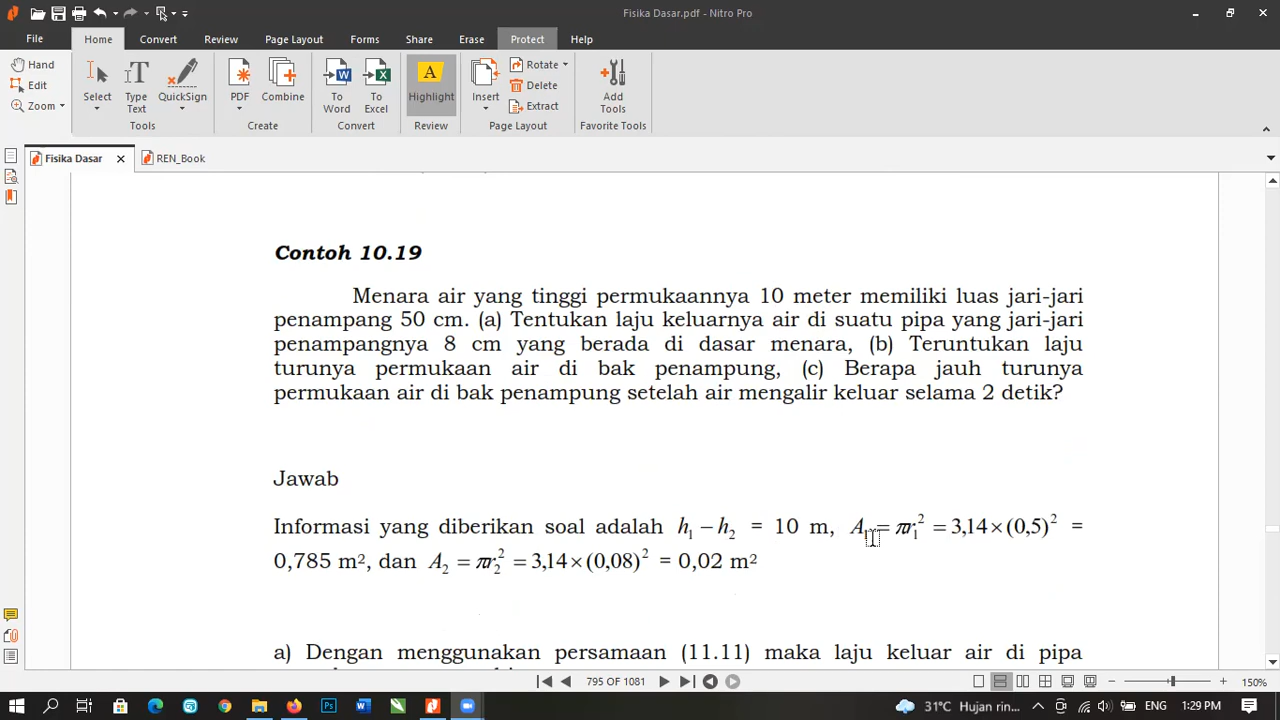 Fisika Dasar.pdf - Nitro Pro
File Home Convert Review Page Layout Forms Share Erase Protect Help
Hand
Edit
Zoom
Select
Type Text
QuickSign
Tools
PDF
Combine
Create
To Word
To Excel
Convert
Highlight
Review
Insert
Rotate
Delete
Extract
Page Layout
Add Tools
Favorite Tools
Fisika Dasar
REN_Book
Contoh 10.19
Menara air yang tinggi permukaannya 10 meter memiliki luas jari-jari
penampang 50 cm. (a) Tentukan laju keluarnya air di suatu pipa yang jari-jari
penampangnya 8 cm yang berada di dasar menara, (b) Teruntukan laju
turunya permukaan air di bak penampung, (c) Berapa jauh turunya
permukaan air di bak penampung setelah air mengalir keluar selama 2 detik?
Jawab
Informasi yang diberikan soal adalah h₁ − h₂ = 10 m, A₁ = πr₁² = 3,14×(0,5)² =
0,785 m², dan A₂ = πr₂² = 3,14×(0,08)² = 0,02 m²
a) Dengan menggunakan persamaan (11.11) maka laju keluar air di pipa
795 OF 1081
150%
31°C Hujan rin...
ENG
1:29 PM